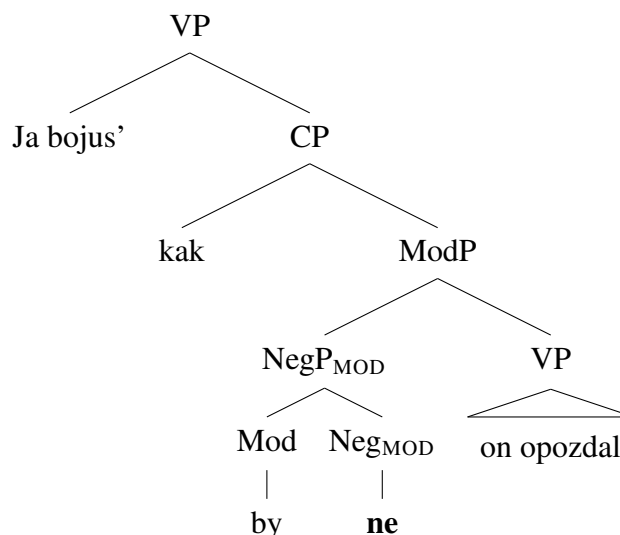 VP
Ja bojus’ CP
kak ModP
NegP_MOD VP
Mod Neg_MOD on opozdal
by ne